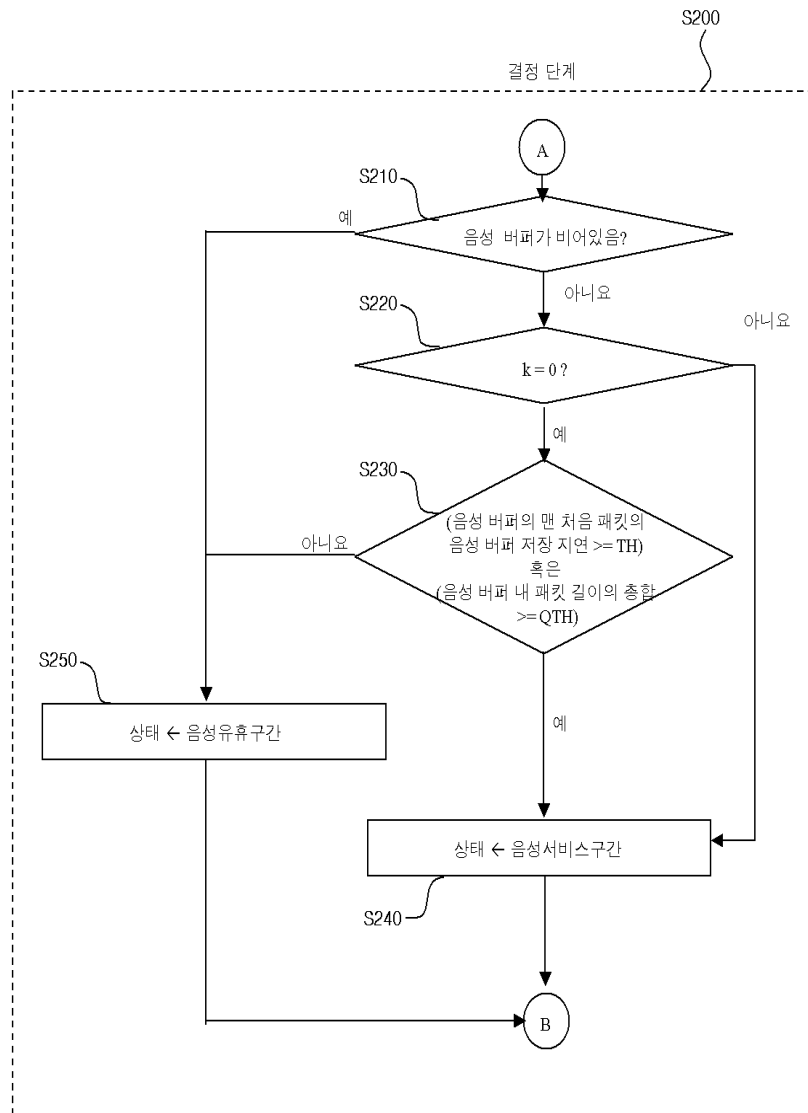 S200
결정 단계
A
S210
예
음성 버퍼가 비어있음?
아니요
S220
아니요
k = 0 ?
예
S230
(음성 버퍼의 맨 처음 패킷의
음성 버퍼 저장 지연 >= TH)
혹은
(음성 버퍼 내 패킷 길이의 총합
>=QTH)
아니요
S250
예
상태 ← 음성유휴구간
상태 ← 음성서비스구간
S240
B